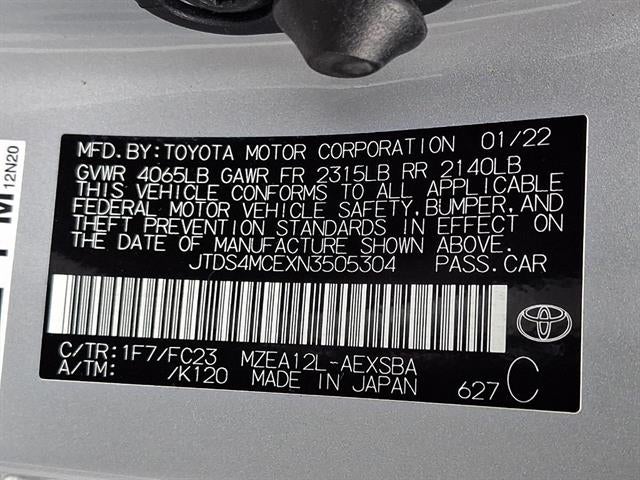 MFD.BY:TOYOTA MOTOR CORPORATION 01/22
GVWR 4065LB GAWR FR 2315LB RR 2140LB
THIS VEHICLE CONFORMS TO ALL APPLICABLE
FEDERAL MOTOR VEHICLE SAFETY,BUMPER,AND
THEFT PREVENTION STANDARDS IN EFFECT ON
THE DATE OF MANUFACTURE SHOWN ABOVE.
JTDS4MCEXN3505304 PASS.CAR
C/TR:1F7/FC23 MZEA12L-AEXSBA
A/TM: /K120 MADE IN JAPAN 627 C
12N20